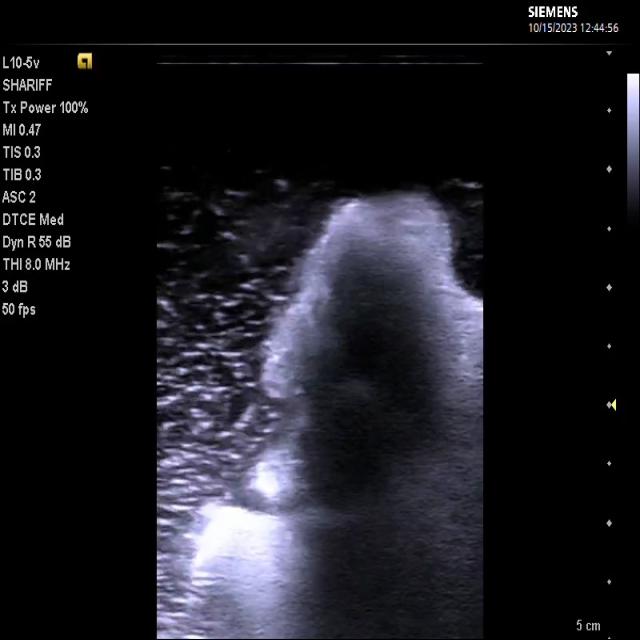 SIEMENS
10/15/2023 12:44:56
L10-5v
SHARIFF
Tx Power 100%
MI 0.47
TIS 0.3
TIB 0.3
ASC 2
DTCE Med
Dyn R 55 dB
THI 8.0 MHz
3 dB
50 fps
5 cm